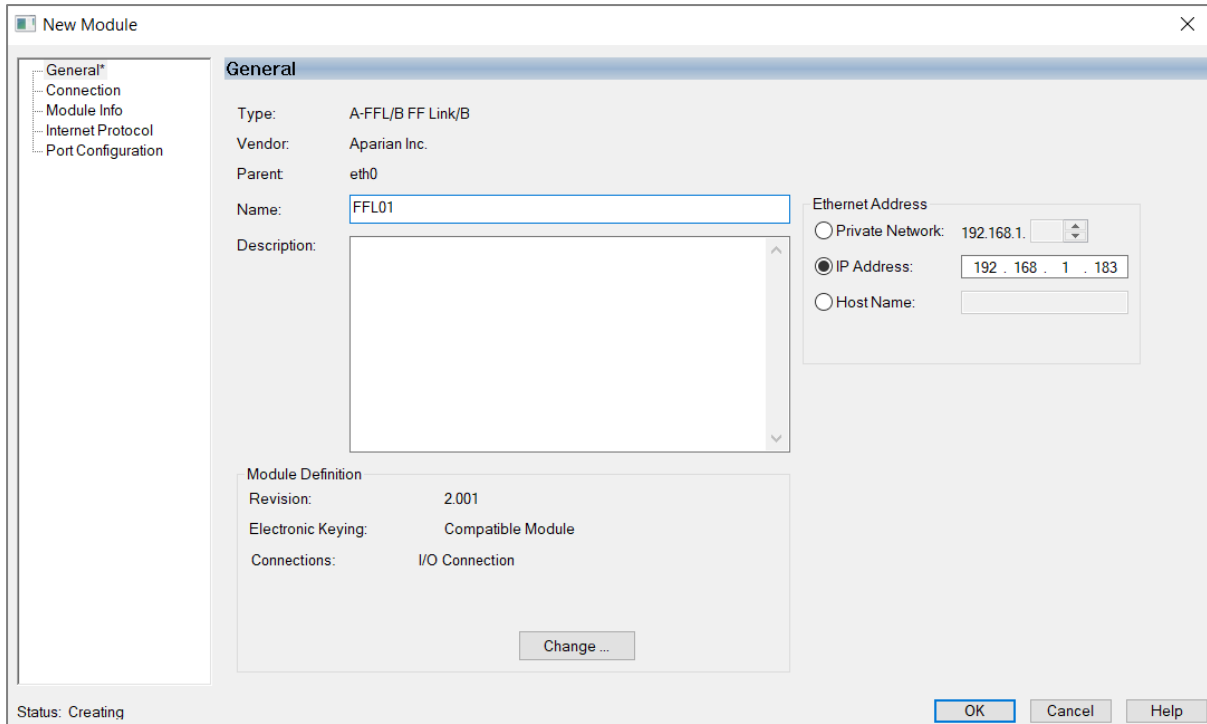 New Module
General*
Connection
Module Info
Internet Protocol
Port Configuration
General
Type: A-FFL/B FF Link/B
Vendor: Aparian Inc.
Parent: eth0
Name: FFL01
Description:
Ethernet Address
Private Network: 192.168.1.
IP Address: 192 . 168 . 1 . 183
Host Name:
Module Definition
Revision: 2.001
Electronic Keying: Compatible Module
Connections: I/O Connection
Change ...
Status: Creating
OK Cancel Help